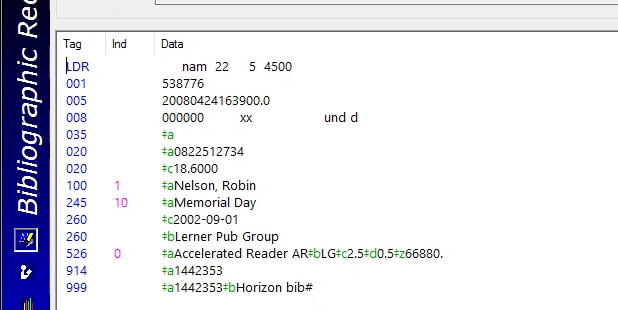 Bibliographic Rec
Tag Ind Data
LDR nam 22 5 4500
001 538776
005 20080424163900.0
008 000000 xx und d
035 ‡a
020 ‡a0822512734
020 ‡c18.6000
100 1 ‡aNelson, Robin
245 10 ‡aMemorial Day
260 ‡c2002-09-01
260 ‡bLerner Pub Group
526 0 ‡aAccelerated Reader AR‡bLG‡c2.5‡d0.5‡z66880.
914 ‡a1442353
999 ‡a1442353‡bHorizon bib#